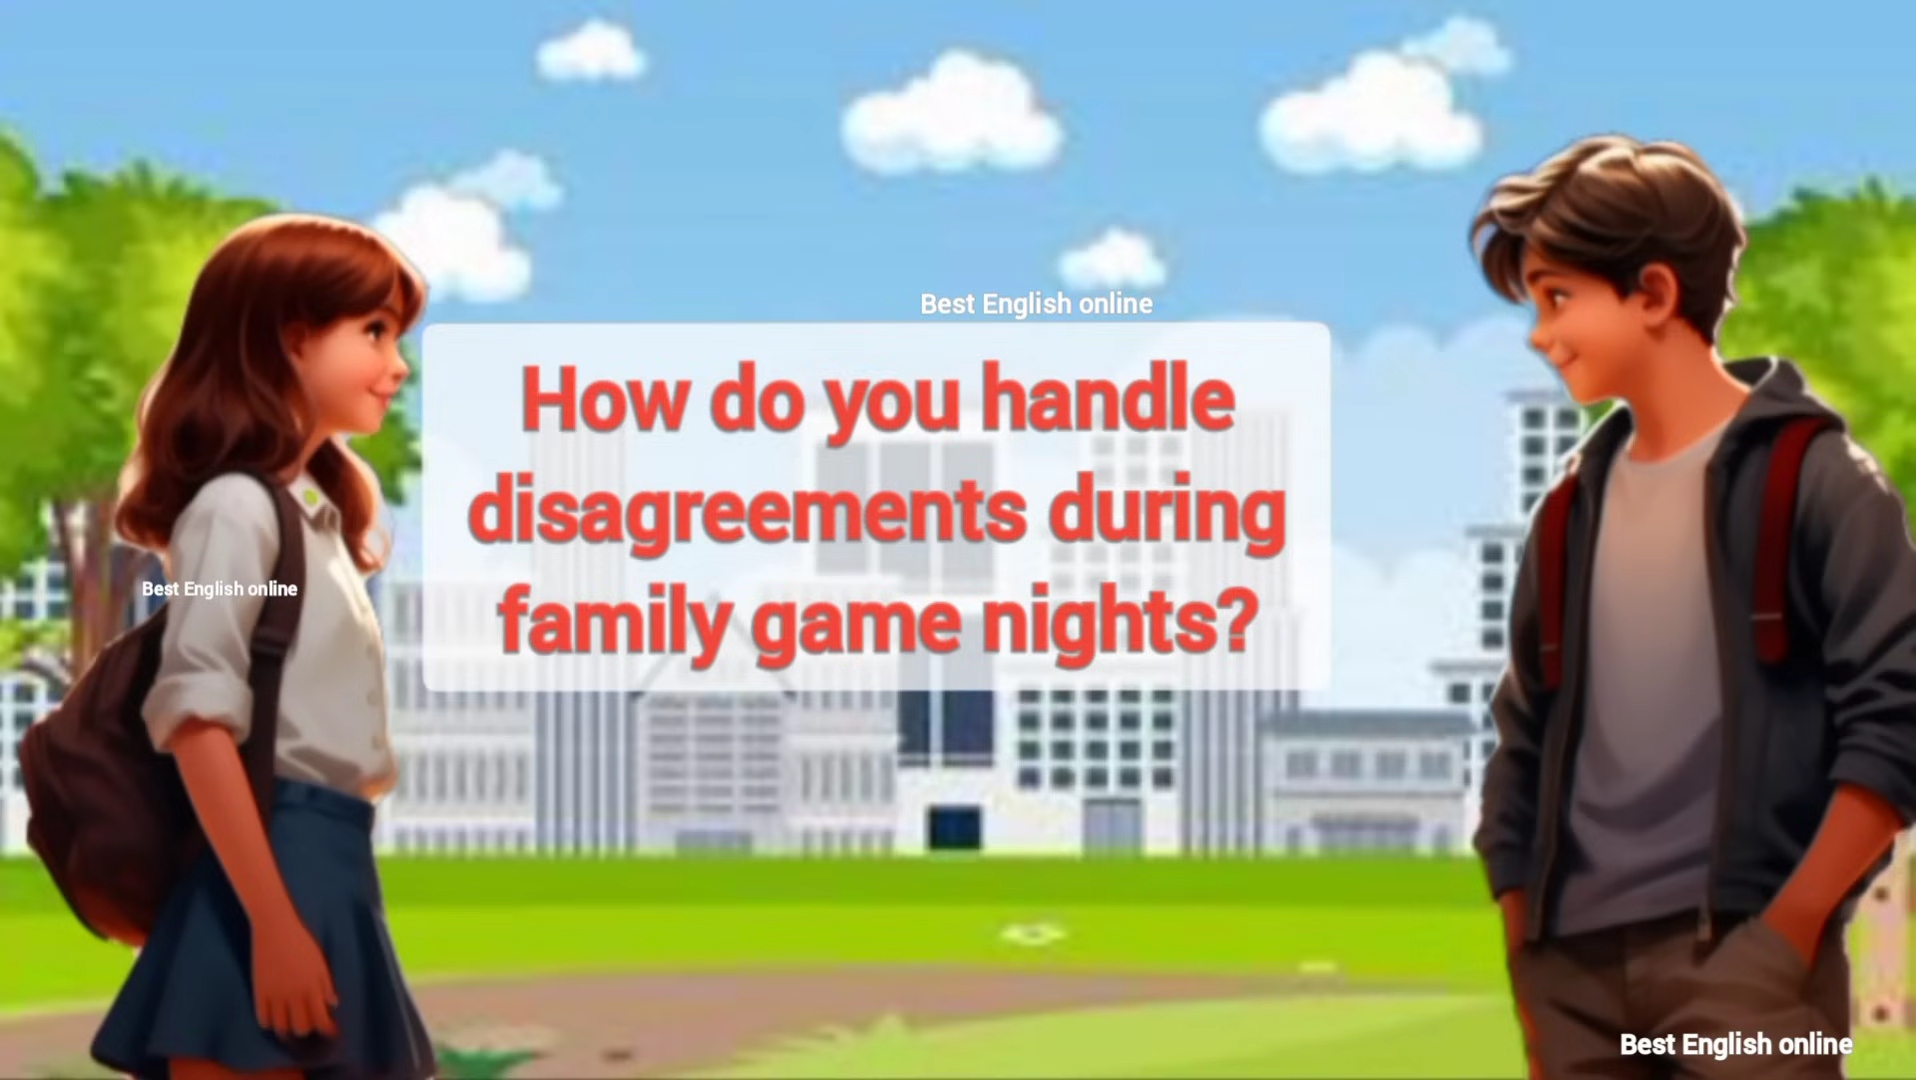 Best English online
How do you handle
disagreements during
family game nights?
Best English online
Best English online